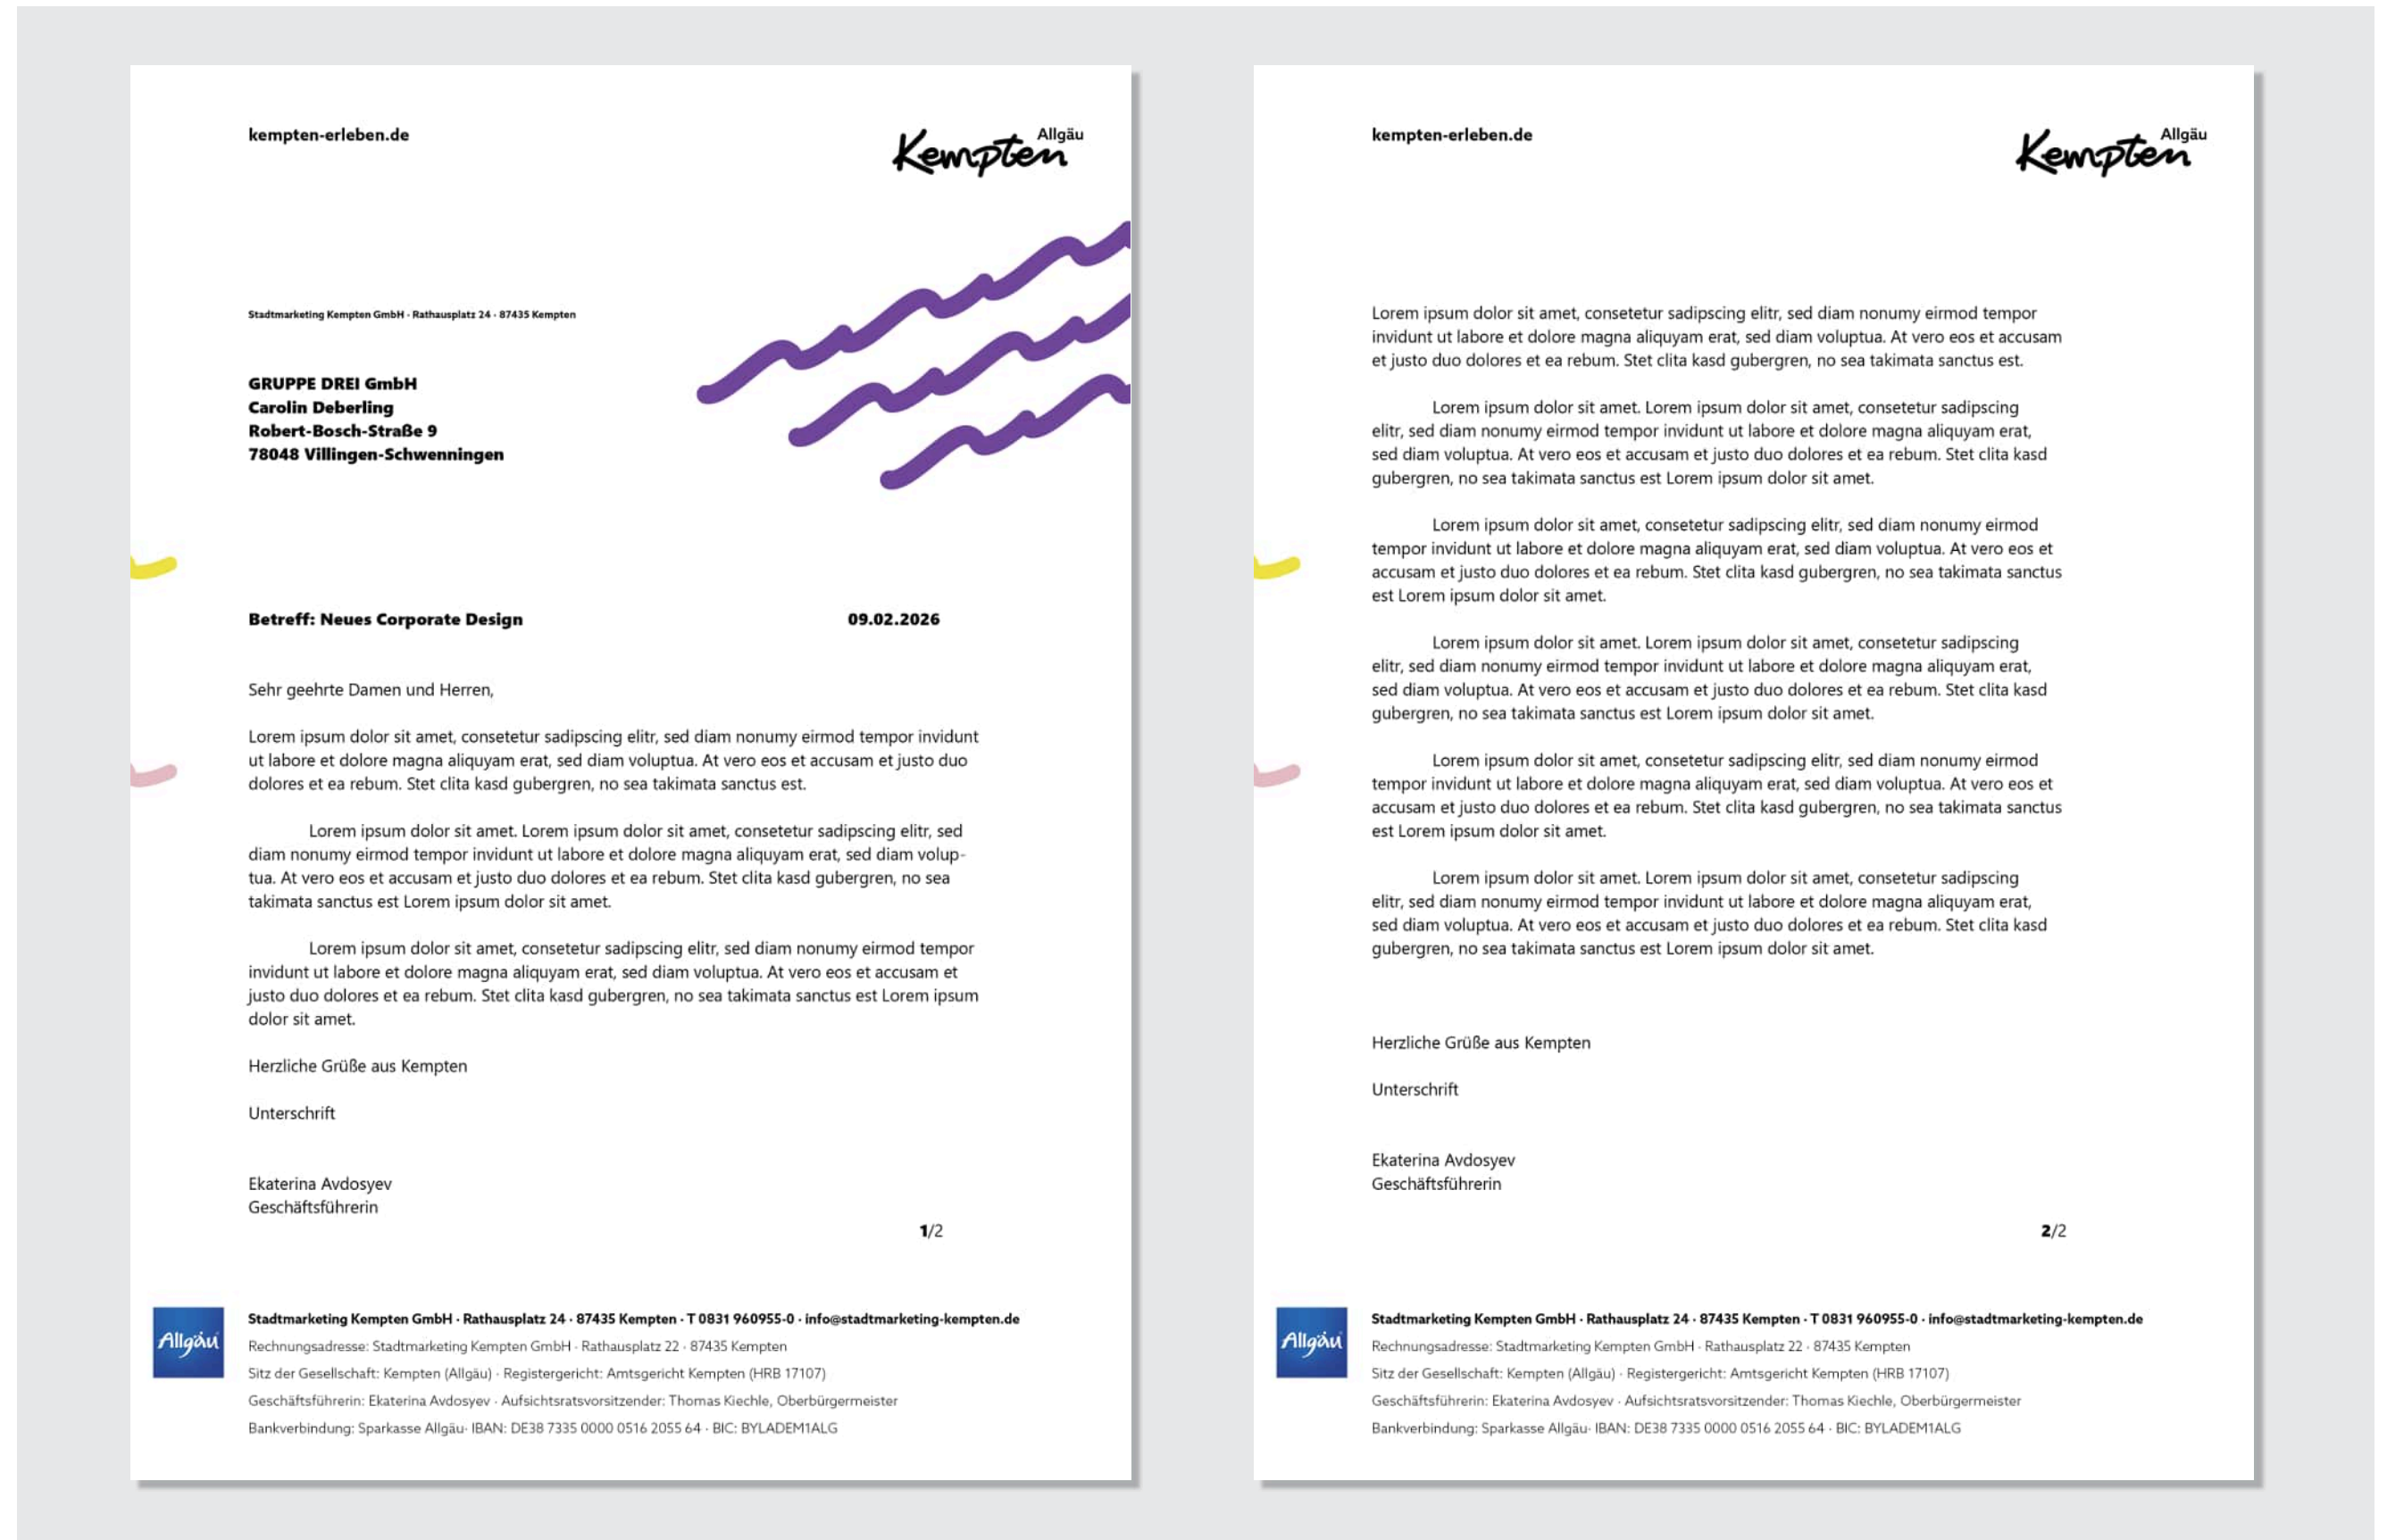 kempten-erleben.de
Allgäu
Kempten
Stadtmarketing Kempten GmbH · Rathausplatz 24 · 87435 Kempten
GRUPPE DREI GmbH
Carolin Deberling
Robert-Bosch-Straße 9
78048 Villingen-Schwenningen
Betreff: Neues Corporate Design 09.02.2026
Sehr geehrte Damen und Herren,
Lorem ipsum dolor sit amet, consetetur sadipscing elitr, sed diam nonumy eirmod tempor invidunt
ut labore et dolore magna aliquyam erat, sed diam voluptua. At vero eos et accusam et justo duo
dolores et ea rebum. Stet clita kasd gubergren, no sea takimata sanctus est.
Lorem ipsum dolor sit amet. Lorem ipsum dolor sit amet, consetetur sadipscing elitr, sed
diam nonumy eirmod tempor invidunt ut labore et dolore magna aliquyam erat, sed diam volup-
tua. At vero eos et accusam et justo duo dolores et ea rebum. Stet clita kasd gubergren, no sea
takimata sanctus est Lorem ipsum dolor sit amet.
Lorem ipsum dolor sit amet, consetetur sadipscing elitr, sed diam nonumy eirmod tempor
invidunt ut labore et dolore magna aliquyam erat, sed diam voluptua. At vero eos et accusam et
justo duo dolores et ea rebum. Stet clita kasd gubergren, no sea takimata sanctus est Lorem ipsum
dolor sit amet.
Herzliche Grüße aus Kempten
Unterschrift
Ekaterina Avdosyev
Geschäftsführerin
1/2
Allgäu
Stadtmarketing Kempten GmbH · Rathausplatz 24 · 87435 Kempten · T 0831 960955-0 · info@stadtmarketing-kempten.de
Rechnungsadresse: Stadtmarketing Kempten GmbH · Rathausplatz 22 · 87435 Kempten
Sitz der Gesellschaft: Kempten (Allgäu) · Registergericht: Amtsgericht Kempten (HRB 17107)
Geschäftsführerin: Ekaterina Avdosyev · Aufsichtsratsvorsitzender: Thomas Kiechle, Oberbürgermeister
Bankverbindung: Sparkasse Allgäu· IBAN: DE38 7335 0000 0516 2055 64 · BIC: BYLADEM1ALG
kempten-erleben.de
Allgäu
Kempten
Lorem ipsum dolor sit amet, consetetur sadipscing elitr, sed diam nonumy eirmod tempor
invidunt ut labore et dolore magna aliquyam erat, sed diam voluptua. At vero eos et accusam
et justo duo dolores et ea rebum. Stet clita kasd gubergren, no sea takimata sanctus est.
Lorem ipsum dolor sit amet. Lorem ipsum dolor sit amet, consetetur sadipscing
elitr, sed diam nonumy eirmod tempor invidunt ut labore et dolore magna aliquyam erat,
sed diam voluptua. At vero eos et accusam et justo duo dolores et ea rebum. Stet clita kasd
gubergren, no sea takimata sanctus est Lorem ipsum dolor sit amet.
Lorem ipsum dolor sit amet, consetetur sadipscing elitr, sed diam nonumy eirmod
tempor invidunt ut labore et dolore magna aliquyam erat, sed diam voluptua. At vero eos et
accusam et justo duo dolores et ea rebum. Stet clita kasd gubergren, no sea takimata sanctus
est Lorem ipsum dolor sit amet.
Lorem ipsum dolor sit amet. Lorem ipsum dolor sit amet, consetetur sadipscing
elitr, sed diam nonumy eirmod tempor invidunt ut labore et dolore magna aliquyam erat,
sed diam voluptua. At vero eos et accusam et justo duo dolores et ea rebum. Stet clita kasd
gubergren, no sea takimata sanctus est Lorem ipsum dolor sit amet.
Lorem ipsum dolor sit amet, consetetur sadipscing elitr, sed diam nonumy eirmod
tempor invidunt ut labore et dolore magna aliquyam erat, sed diam voluptua. At vero eos et
accusam et justo duo dolores et ea rebum. Stet clita kasd gubergren, no sea takimata sanctus
est Lorem ipsum dolor sit amet.
Lorem ipsum dolor sit amet. Lorem ipsum dolor sit amet, consetetur sadipscing
elitr, sed diam nonumy eirmod tempor invidunt ut labore et dolore magna aliquyam erat,
sed diam voluptua. At vero eos et accusam et justo duo dolores et ea rebum. Stet clita kasd
gubergren, no sea takimata sanctus est Lorem ipsum dolor sit amet.
Herzliche Grüße aus Kempten
Unterschrift
Ekaterina Avdosyev
Geschäftsführerin
2/2
Allgäu
Stadtmarketing Kempten GmbH · Rathausplatz 24 · 87435 Kempten · T 0831 960955-0 · info@stadtmarketing-kempten.de
Rechnungsadresse: Stadtmarketing Kempten GmbH · Rathausplatz 22 · 87435 Kempten
Sitz der Gesellschaft: Kempten (Allgäu) · Registergericht: Amtsgericht Kempten (HRB 17107)
Geschäftsführerin: Ekaterina Avdosyev · Aufsichtsratsvorsitzender: Thomas Kiechle, Oberbürgermeister
Bankverbindung: Sparkasse Allgäu· IBAN: DE38 7335 0000 0516 2055 64 · BIC: BYLADEM1ALG